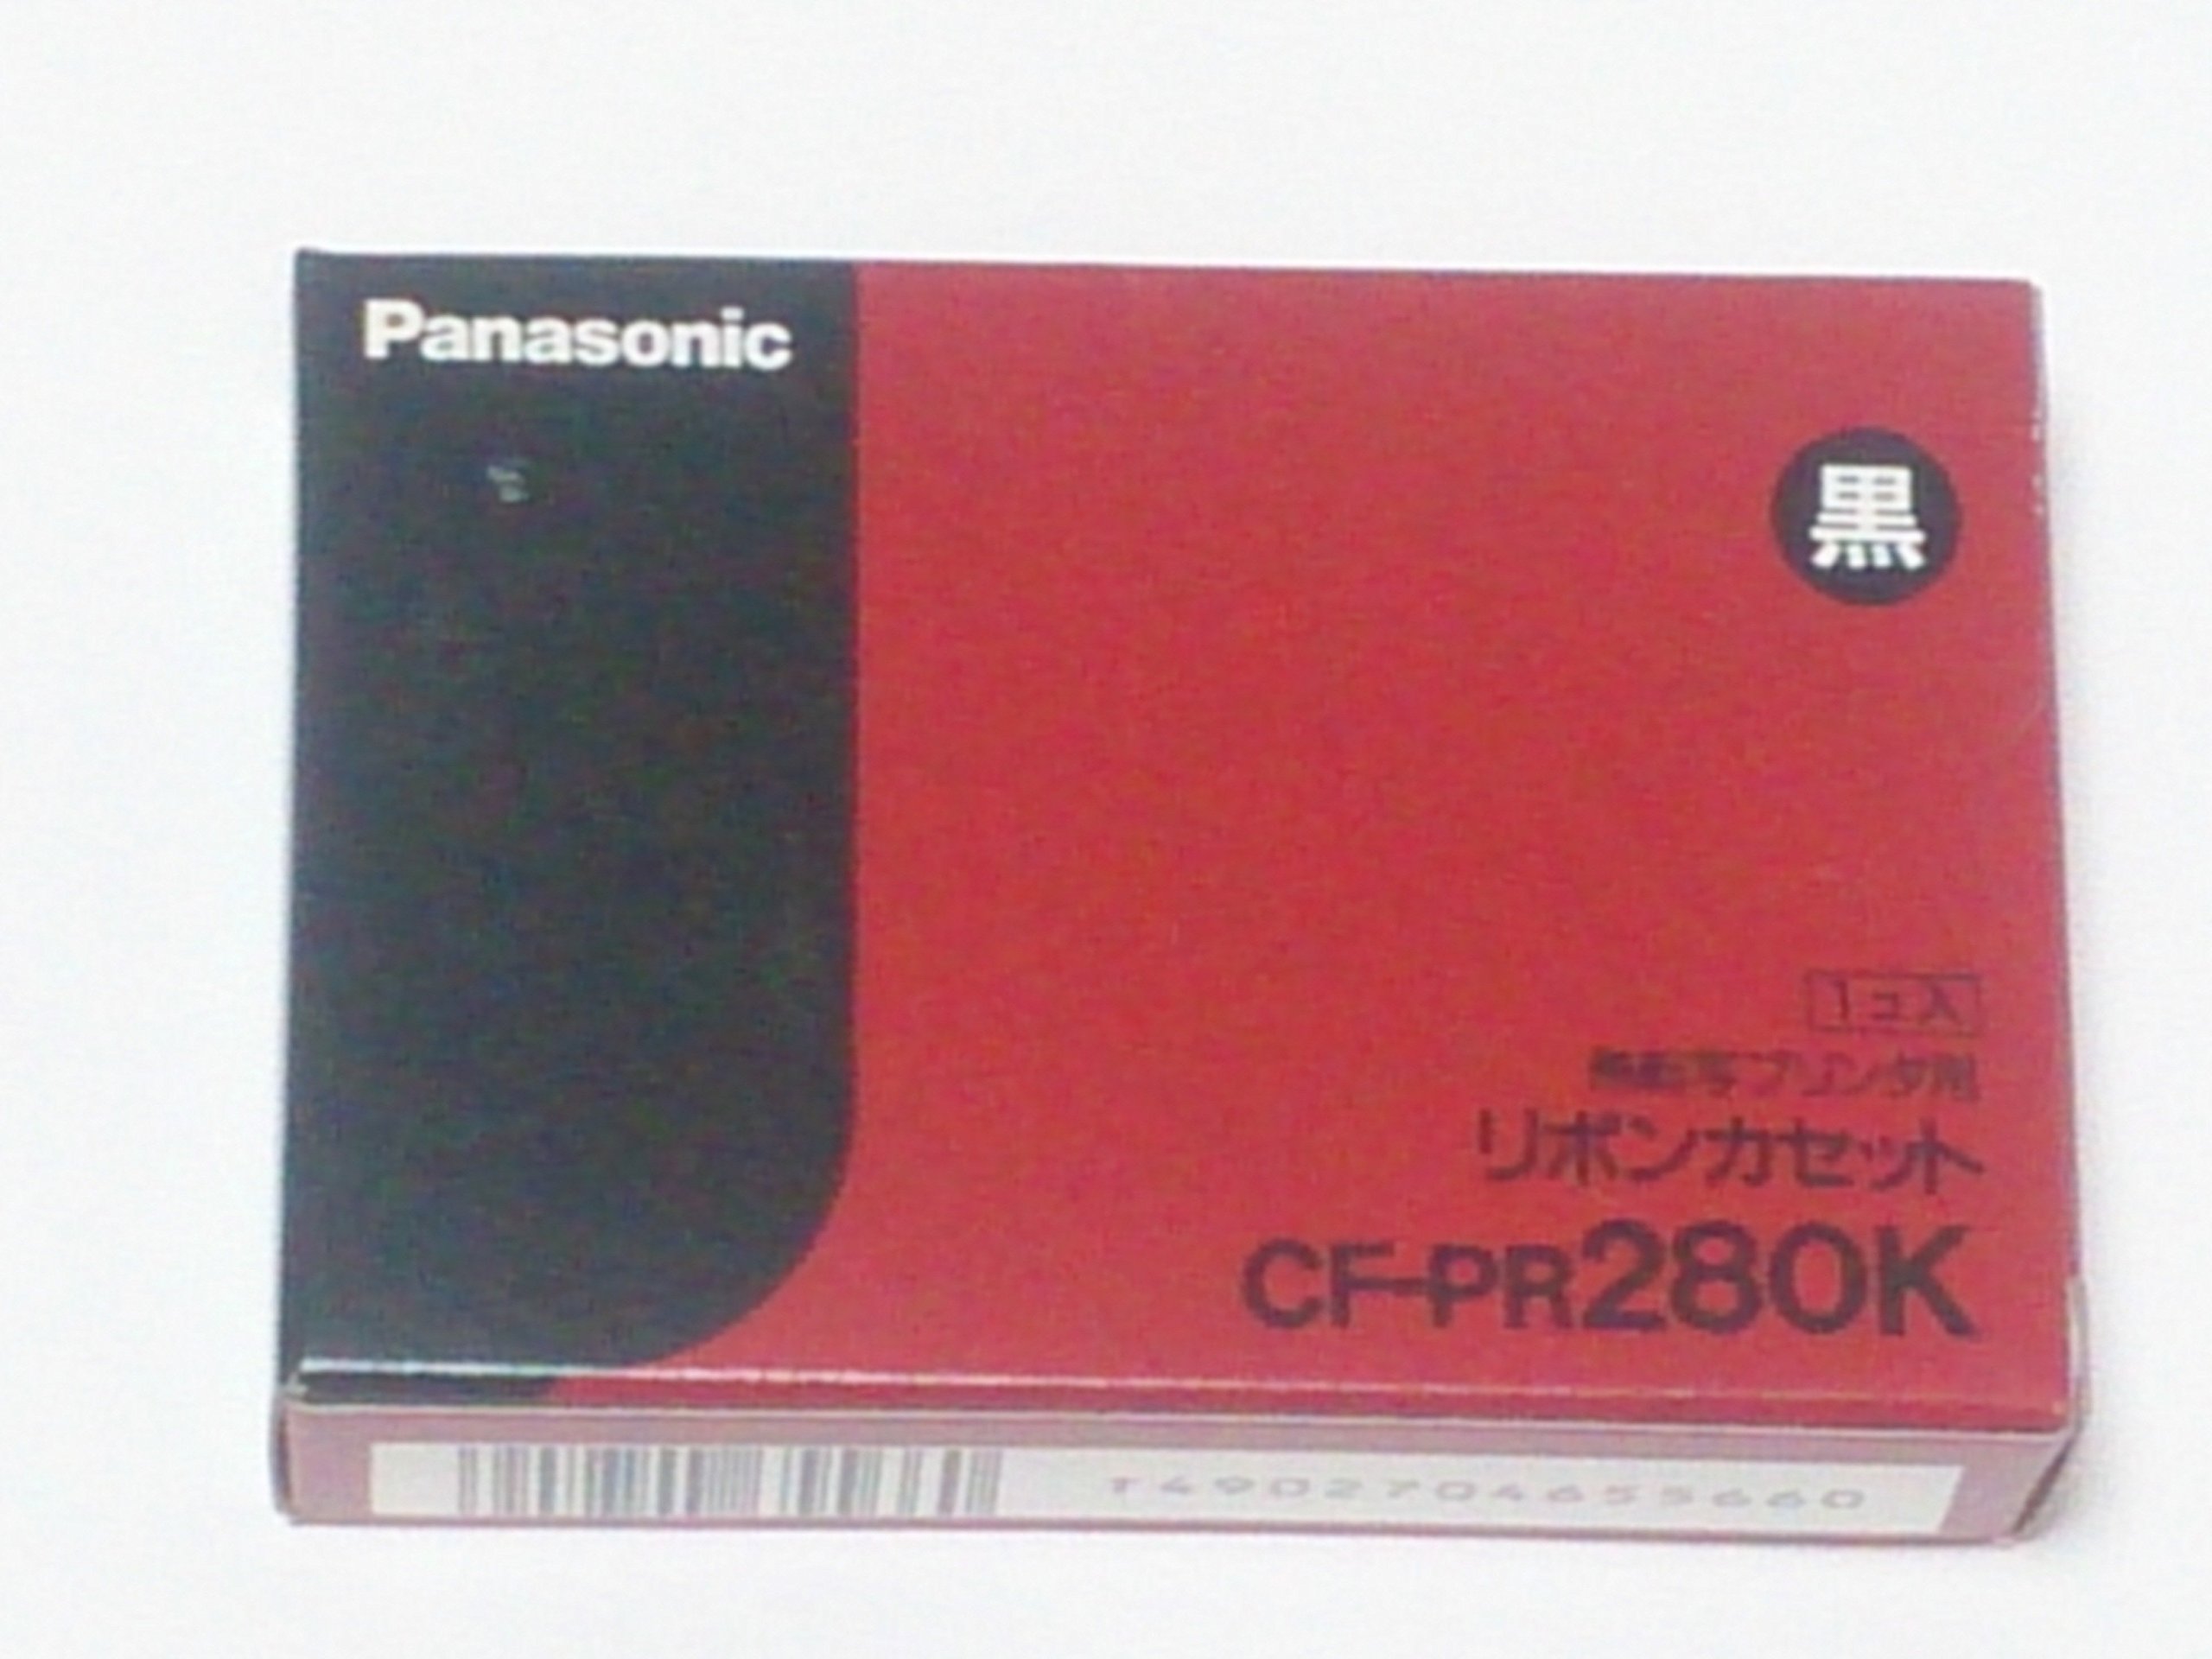 Panasonic
黒
1コ入
熱転写プリンタ用
リボンカセット
CF-PR280K
T4902704655660